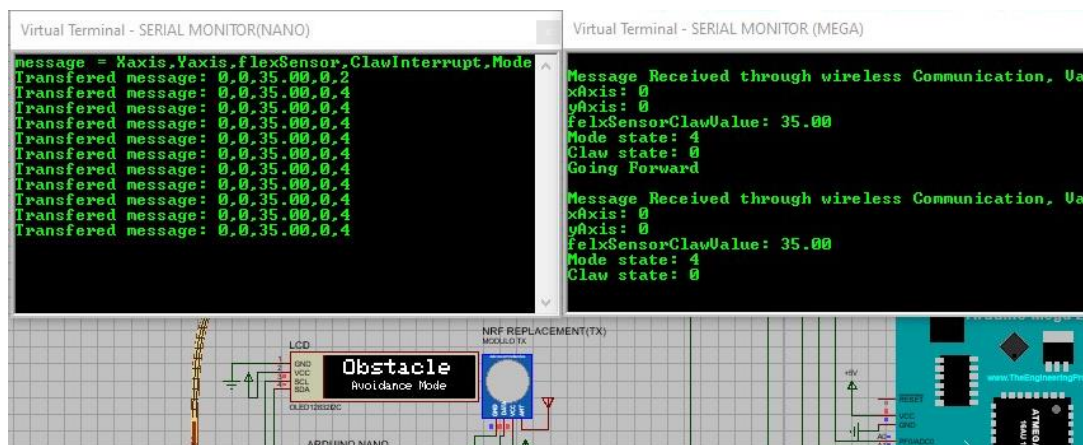 Virtual Terminal - SERIAL MONITOR(NANO)
message = Xaxis,Yaxis,flexSensor,ClawInterrupt,Mode
Transfered message: 0,0,35.00,0,2
Transfered message: 0,0,35.00,0,4
Transfered message: 0,0,35.00,0,4
Transfered message: 0,0,35.00,0,4
Transfered message: 0,0,35.00,0,4
Transfered message: 0,0,35.00,0,4
Transfered message: 0,0,35.00,0,4
Transfered message: 0,0,35.00,0,4
Transfered message: 0,0,35.00,0,4
Transfered message: 0,0,35.00,0,4
Transfered message: 0,0,35.00,0,4
Virtual Terminal - SERIAL MONITOR (MEGA)
Message Received through wireless Communication, Va
xAxis: 0
yAxis: 0
felxSensorClawValue: 35.00
Mode state: 4
Claw state: 0
Going Forward
Message Received through wireless Communication, Va
xAxis: 0
yAxis: 0
felxSensorClawValue: 35.00
Mode state: 4
Claw state: 0
LCD
GND
VCC
SCL
SDA
Obstacle
Avoidance Mode
NRF REPLACEMENT(TX)
MODULO TX
GND
DATA
VCC
ANT
ARDUINO NANO
+5V
RESET
VCC
GND
www.TheEngineeringPr
ATMEG